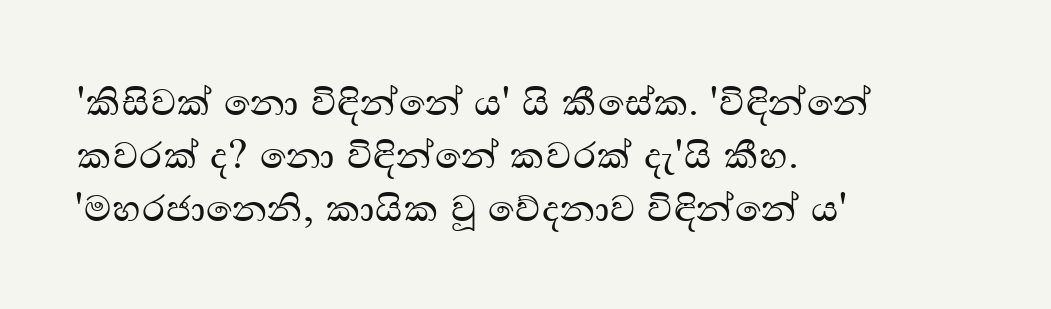 'කිසිවක් නො විඳින්නේ ය' යි කීසේක. 'විඳින්නේ
කවරක් ද? නො විඳින්නේ කවරක් දැ'යි කීහ.
'මහරජානෙනි, කායික වූ වේදනාව විඳින්නේ ය'